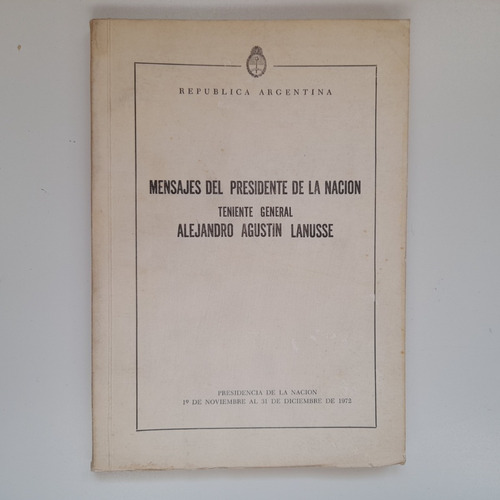 REPUBLICA ARGENTINA
MENSAJES DEL PRESIDENTE DE LA NACION
TENIENTE GENERAL
ALEJANDRO AGUSTIN LANUSSE
PRESIDENCIA DE LA NACION
1º DE NOVIEMBRE AL 31 DE DICIEMBRE DE 1972